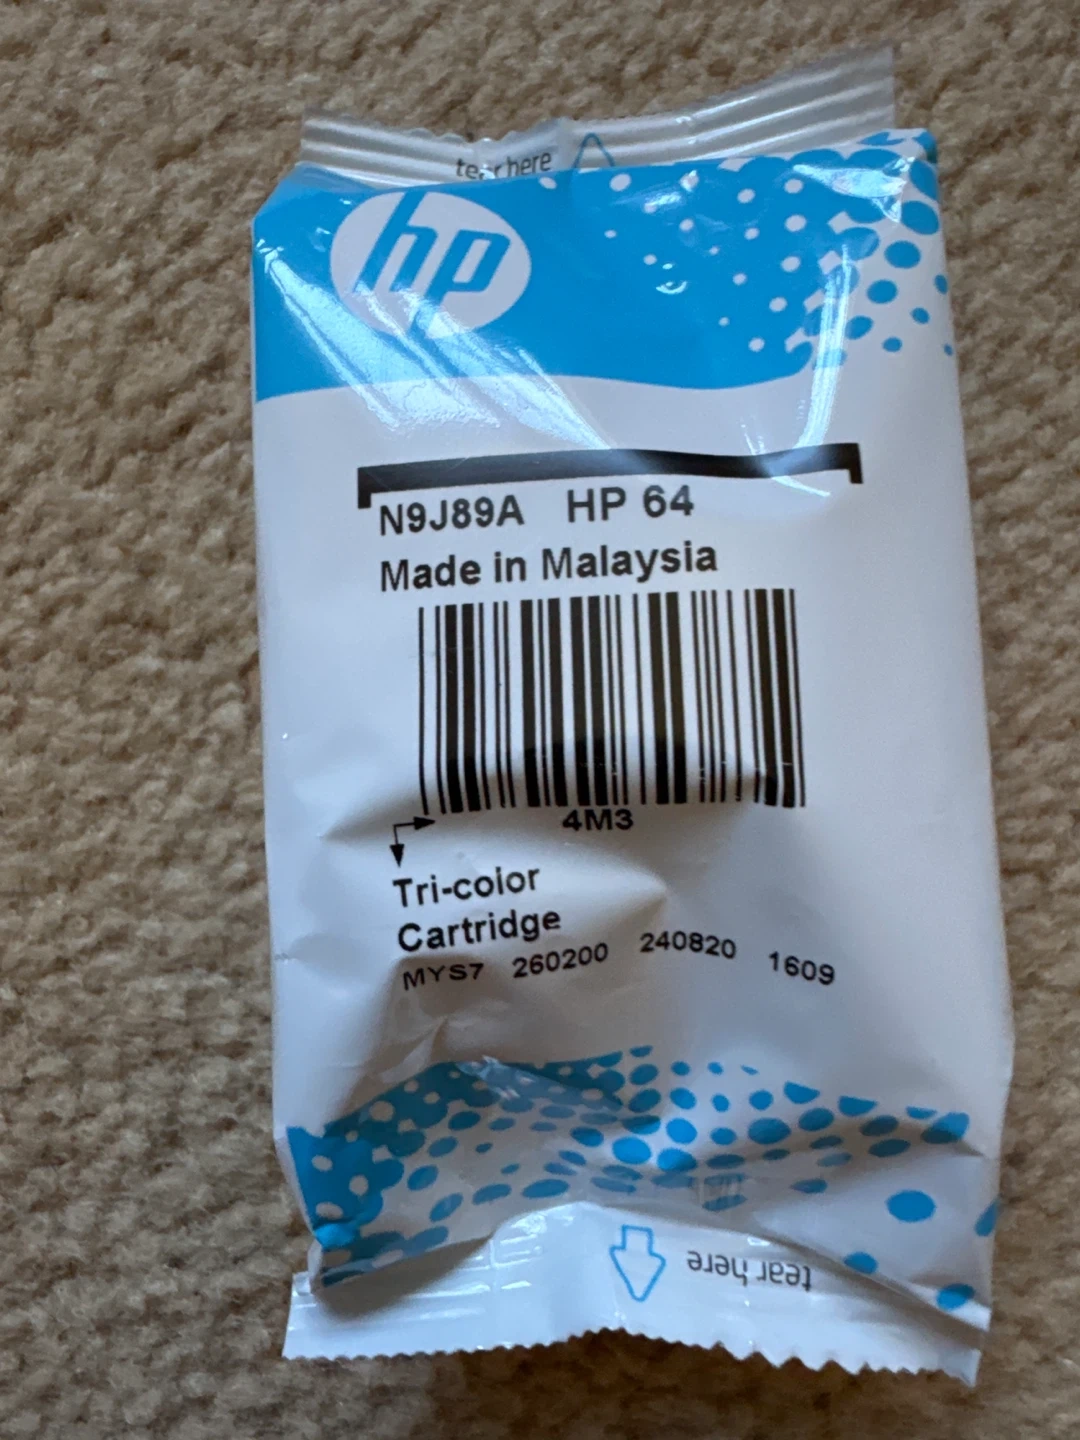 tear here
hp
N9J89A HP 64
Made in Malaysia
4M3
Tri-color
Cartridge
MYS7 260200 240820 1609
tear here